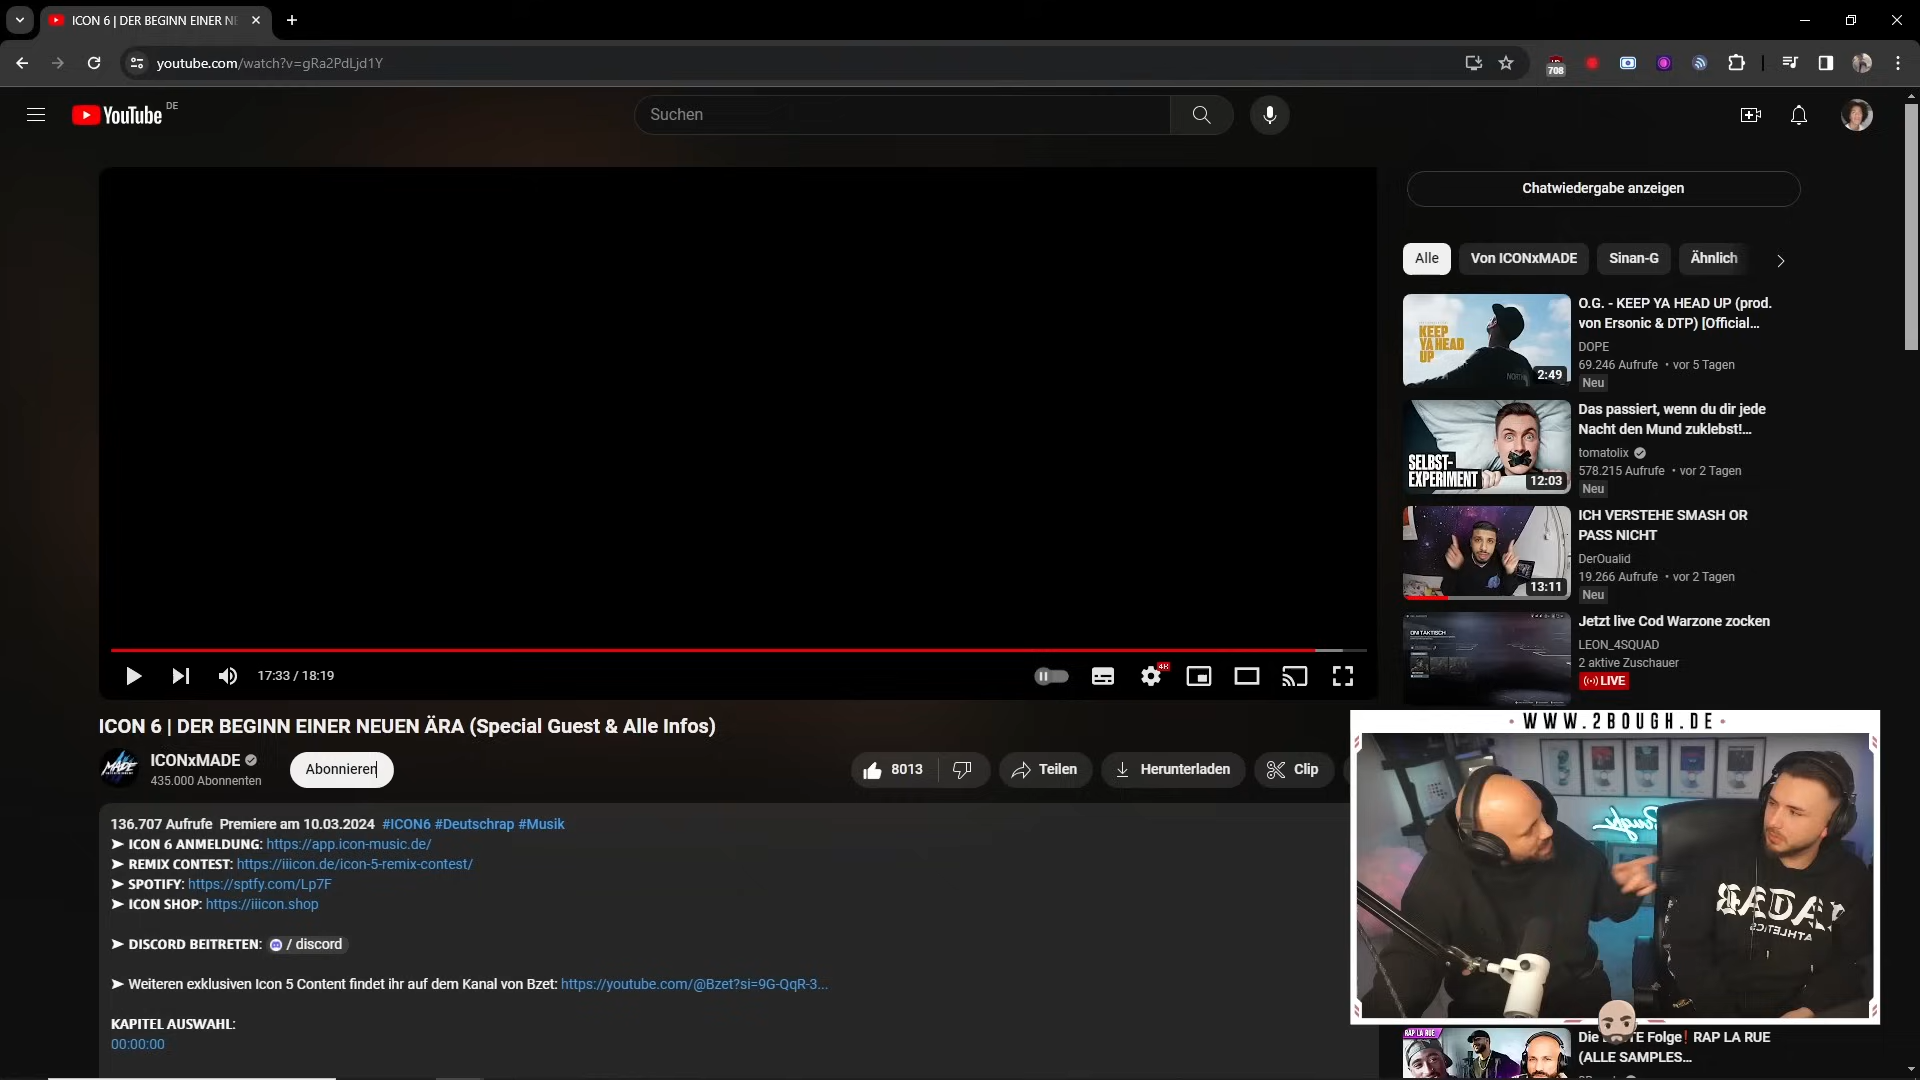 ICON 6 | DER BEGINN EINER NE
youtube.com/watch?v=gRa2PdLjd1Y
708
YouTube DE
Suchen
Chatwiedergabe anzeigen
Alle
Von ICONxMADE
Sinan-G
Ähnlich
KEEP YA HEAD UP
2:49
O.G. - KEEP YA HEAD UP (prod.
von Ersonic & DTP) [Official...
DOPE
69.246 Aufrufe • vor 5 Tagen
Neu
SELBST-
EXPERIMENT
12:03
Das passiert, wenn du dir jede
Nacht den Mund zuklebst!...
tomatolix
578.215 Aufrufe • vor 2 Tagen
Neu
13:11
ICH VERSTEHE SMASH OR
PASS NICHT
DerOualid
19.266 Aufrufe • vor 2 Tagen
Neu
Jetzt live Cod Warzone zocken
LEON_4SQUAD
2 aktive Zuschauer
LIVE
17:33 / 18:19
4K
ICON 6 | DER BEGINN EINER NEUEN ÄRA (Special Guest & Alle Infos)
MADE
ICONxMADE
435.000 Abonnenten
Abonnieren
8013
Teilen
Herunterladen
Clip
136.707 Aufrufe Premiere am 10.03.2024 #ICON6 #Deutschrap #Musik
➤ ICON 6 ANMELDUNG: https://app.icon-music.de/
➤ REMIX CONTEST: https://iiicon.de/icon-5-remix-contest/
➤ SPOTIFY: https://sptfy.com/Lp7F
➤ ICON SHOP: https://iiicon.shop
➤ DISCORD BEITRETEN: / discord
➤ Weiteren exklusiven Icon 5 Content findet ihr auf dem Kanal von Bzet: https://youtube.com/@Bzet?si=9G-QqR-3...
KAPITEL AUSWAHL:
00:00:00
• WWW.2BOUGH.DE •
ATHLETICS
RAP LA RUE
Folge! RAP LA RUE
(ALLE SAMPLES...